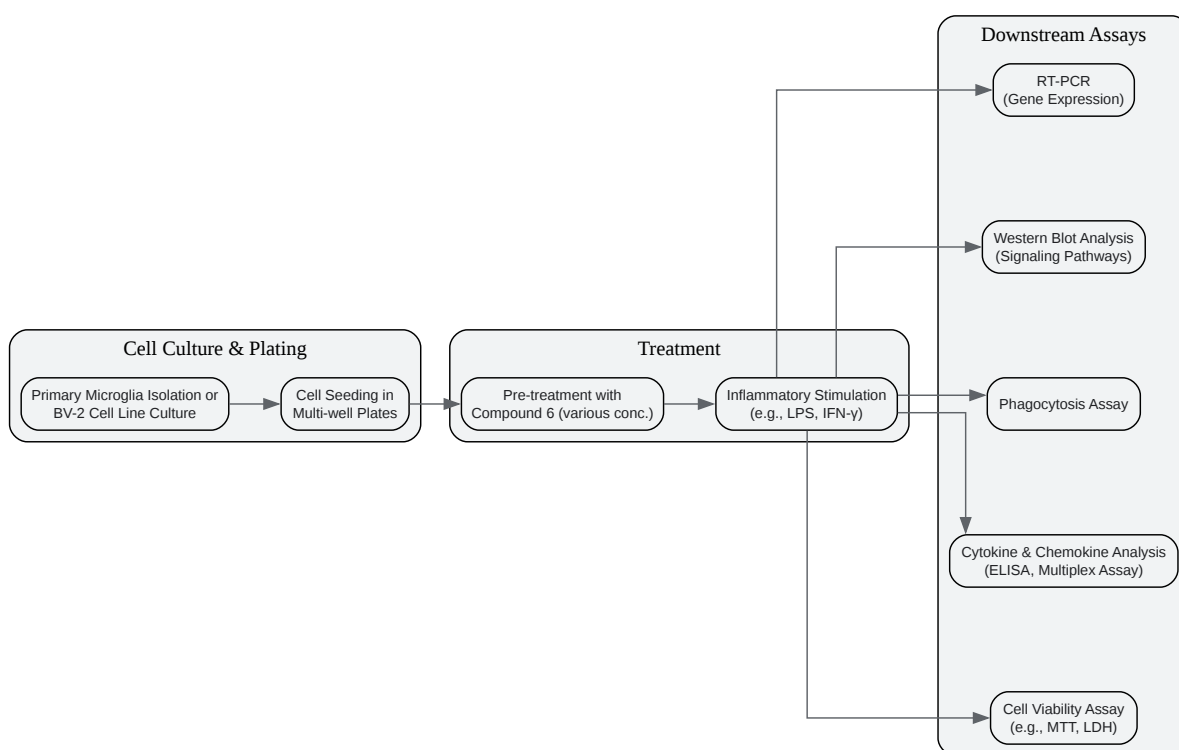 Cell Culture & Plating
Primary Microglia Isolation or
BV-2 Cell Line Culture
Cell Seeding in
Multi-well Plates
Treatment
Pre-treatment with
Compound 6 (various conc.)
Inflammatory Stimulation
(e.g., LPS, IFN-γ)
Downstream Assays
RT-PCR
(Gene Expression)
Western Blot Analysis
(Signaling Pathways)
Phagocytosis Assay
Cytokine & Chemokine Analysis
(ELISA, Multiplex Assay)
Cell Viability Assay
(e.g., MTT, LDH)